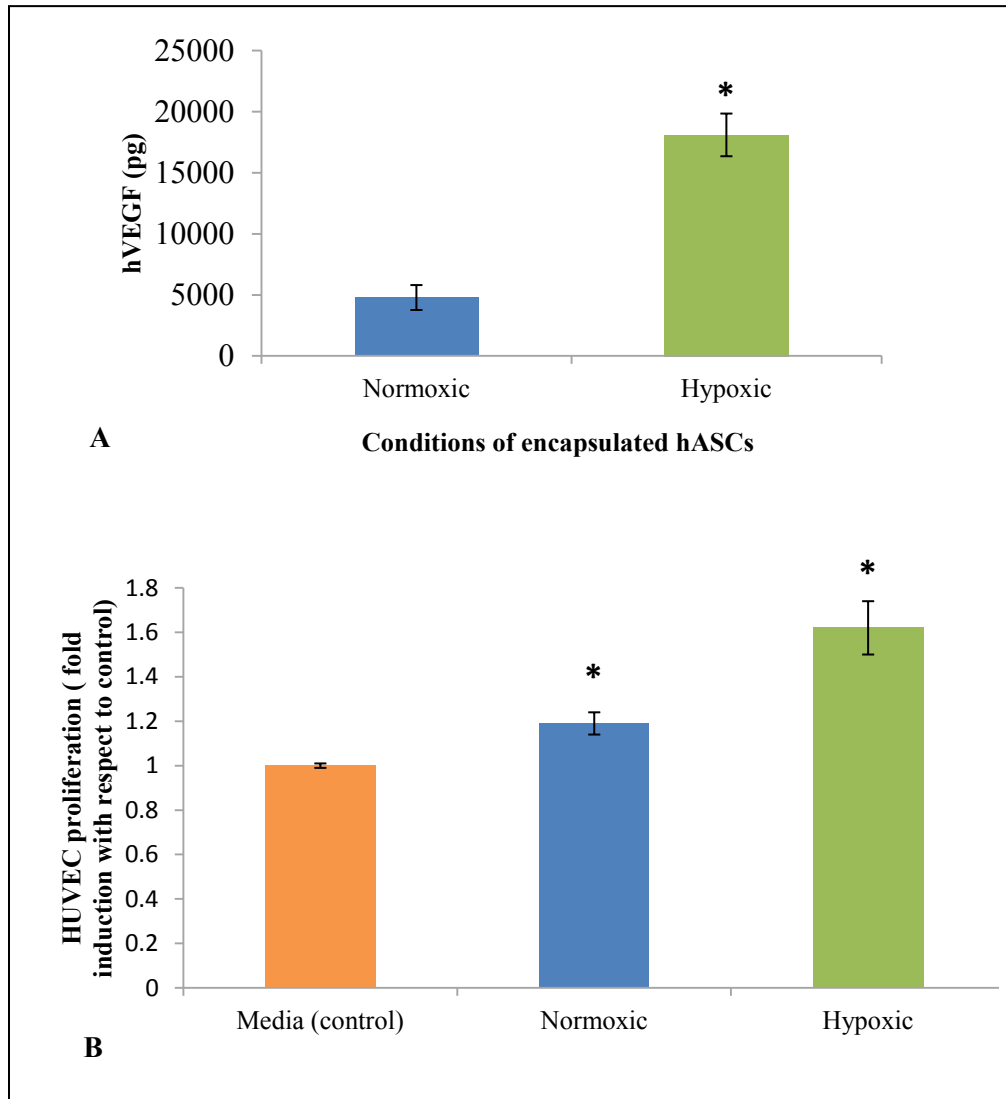 25000
20000
15000
10000
5000
0
hVEGF (pg)
*
Normoxic
Hypoxic
A
Conditions of encapsulated hASCs
1.8
1.6
1.4
1.2
1
0.8
0.6
0.4
0.2
0
HUVEC proliferation ( fold
induction with respect to control)
*
*
Media (control)
Normoxic
Hypoxic
B